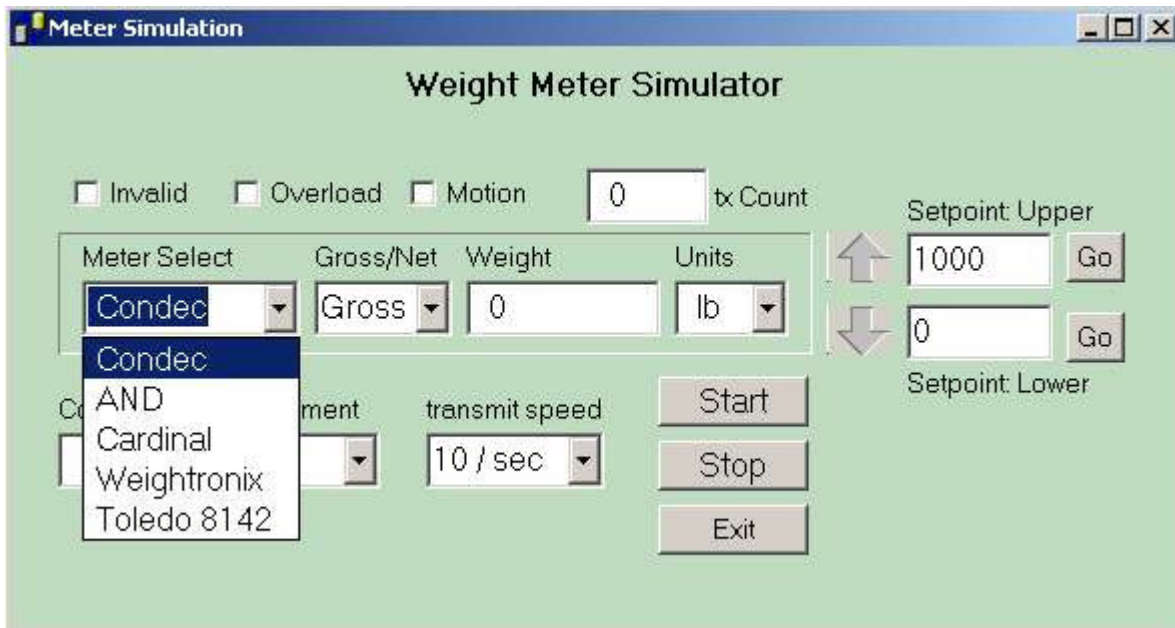 Meter Simulation
Weight Meter Simulator
Invalid Overload Motion 0 tx Count
Setpoint: Upper
Meter Select Gross/Net Weight Units
1000 Go
Condec Gross 0 lb
0 Go
Setpoint: Lower
Condec
AND
Cardinal
Weightronix
Toledo 8142
transmit speed
10 / sec
Start
Stop
Exit